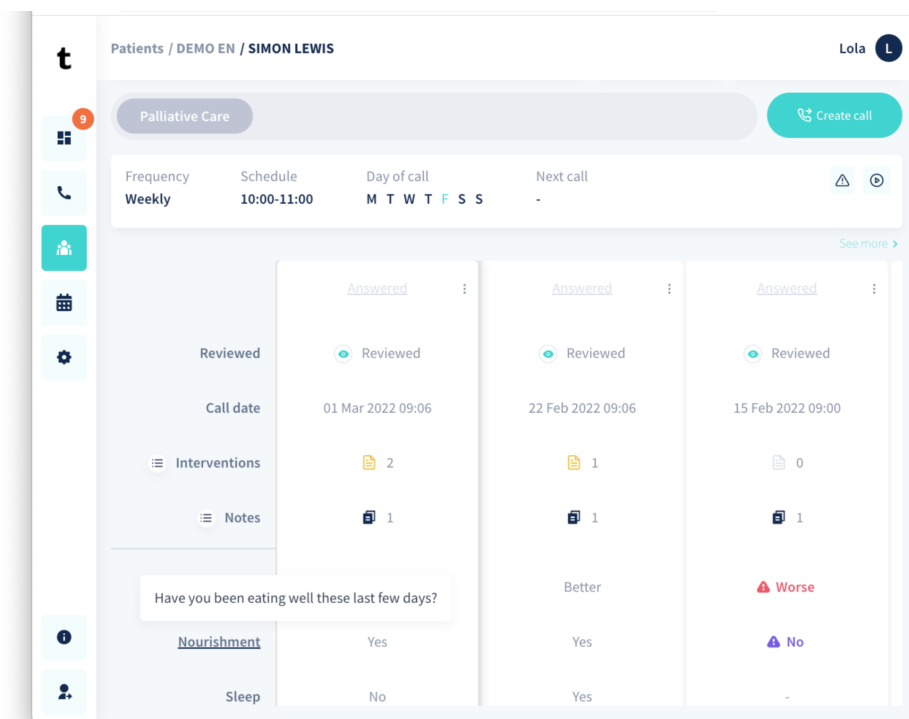 t
Patients / DEMO EN / SIMON LEWIS
Lola L
9
Palliative Care
Create call
Frequency Schedule Day of call Next call
Weekly 10:00-11:00 M T W T F S S -
See more >
Answered Answered Answered
Reviewed Reviewed Reviewed Reviewed
Call date 01 Mar 2022 09:06 22 Feb 2022 09:06 15 Feb 2022 09:00
Interventions 2 1 0
Notes 1 1 1
Better Worse
Have you been eating well these last few days?
Nourishment Yes Yes No
Sleep No Yes -